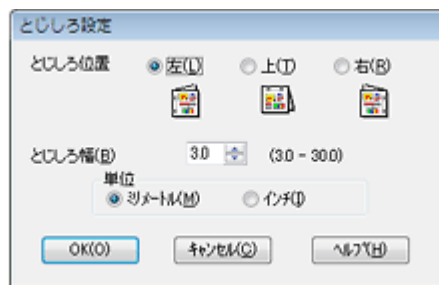 とじしろ設定
とじしろ位置 左(L) 上(T) 右(R)
とじしろ幅(B) 3.0 (3.0 - 30.0)
単位
ミリメートル(M) インチ(I)
OK(O) キャンセル(C) ヘルプ(H)